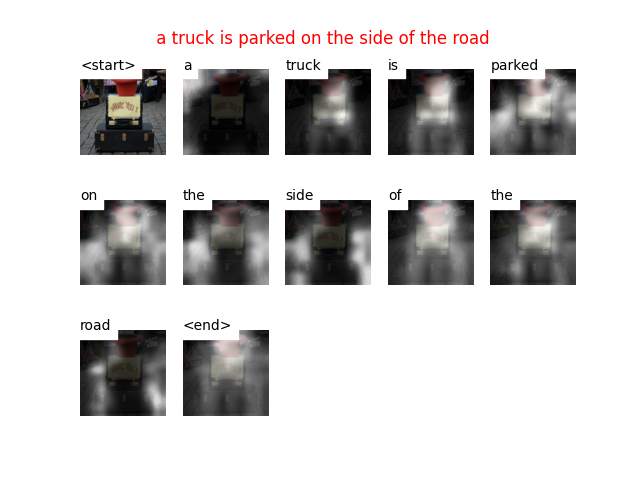 a truck is parked on the side of the road
<start> a truck is parked
on the side of the
road <end>